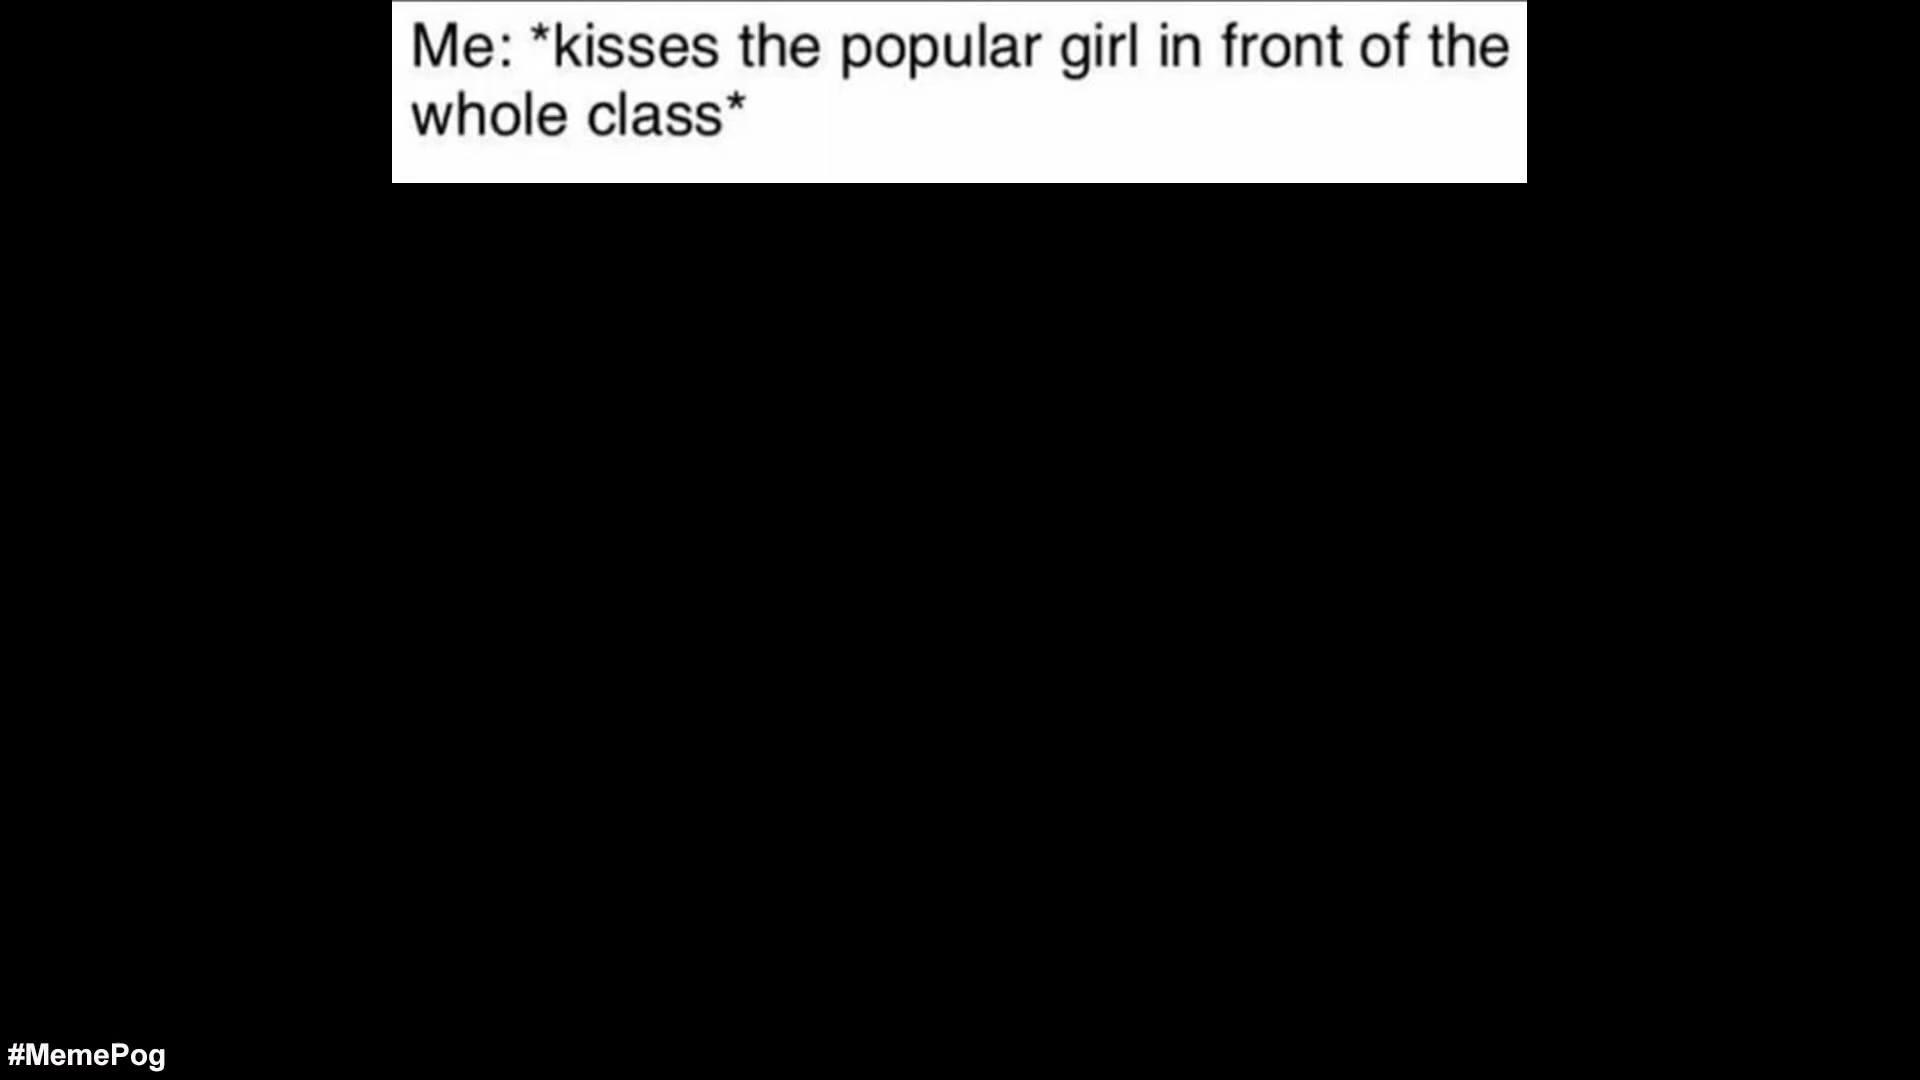 Me: *kisses the popular girl in front of the
whole class*
#MemePog